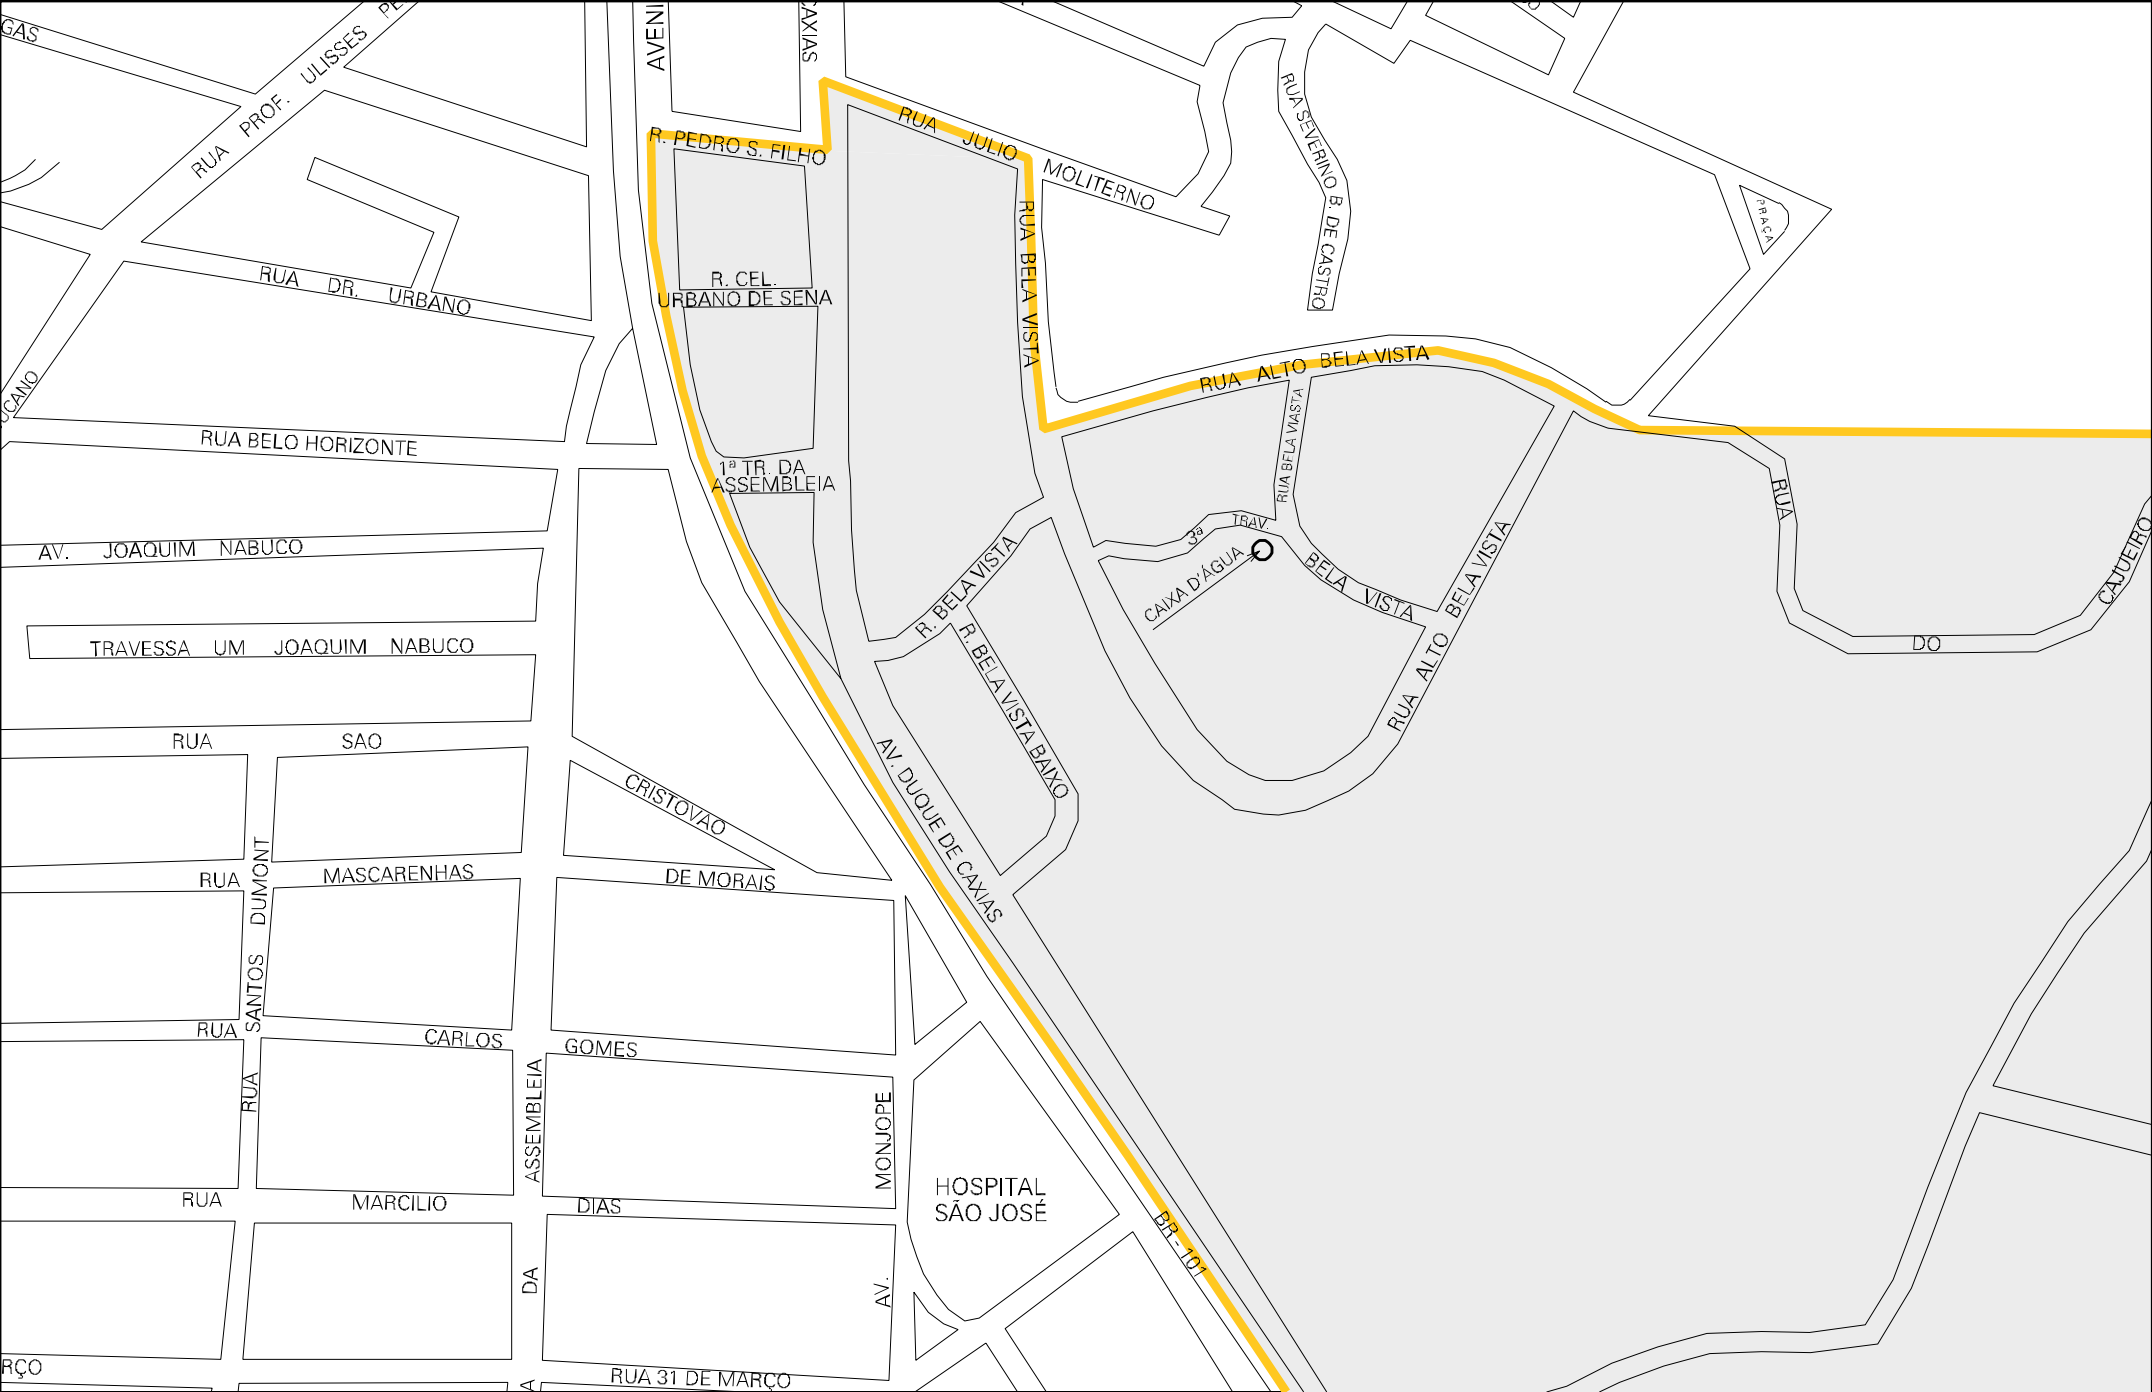 GAS
RUA PROF. ULISSES PE
AVENI
CAXIAS
RUA JULIO MOLITERNO
R. PEDRO S. FILHO
RUA SEVERINO B. DE CASTRO
PRAÇA
RUA DR. URBANO
R. CEL.
URBANO DE SENA
RUA BELA VISTA
RUA ALTO BELA VISTA
UCANO
RUA BELO HORIZONTE
1ª TR. DA
ASSEMBLEIA
RUA BELA VIASTA
3ª TRAV. BELA VISTA
CAIXA D'ÁGUA
RUA ALTO BELA VISTA
RUA DO CAJUEIRO
AV. JOAQUIM NABUCO
R. BELA VISTA
R. BELA VISTA BAIXO
TRAVESSA UM JOAQUIM NABUCO
RUA SAO CRISTOVAO
AV. DUQUE DE CAXIAS
RUA MASCARENHAS DE MORAIS
RUA SANTOS DUMONT
RUA CARLOS GOMES
DA ASSEMBLEIA
AV. MONJOPE
HOSPITAL
SÃO JOSÉ
RUA MARCILIO DIAS
BR - 101
RÇO
RUA 31 DE MARÇO
A